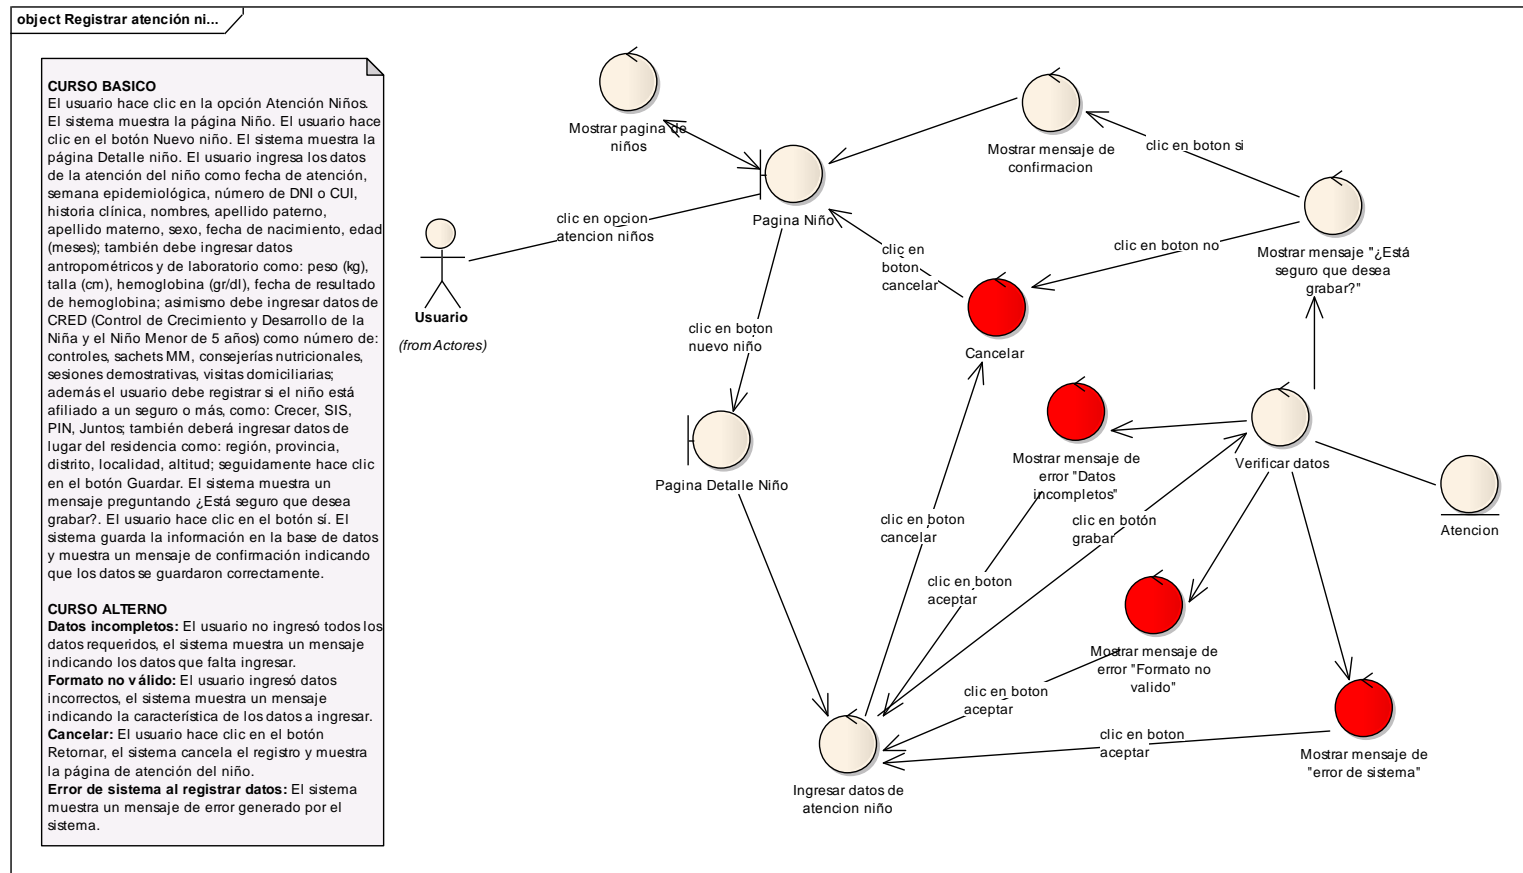 object Registrar atención ni...
CURSO BASICO
El usuario hace clic en la opción Atención Niños.
El sistema muestra la página Niño. El usuario hace
clic en el botón Nuevo niño. El sistema muestra la
página Detalle niño. El usuario ingresa los datos
de la atención del niño como fecha de atención,
semana epidemiológica, número de DNI o CUI,
historia clínica, nombres, apellido paterno,
apellido materno, sexo, fecha de nacimiento, edad
(meses); también debe ingresar datos
antropométricos y de laboratorio como: peso (kg),
talla (cm), hemoglobina (gr/dl), fecha de resultado
de hemoglobina; asimismo debe ingresar datos de
CRED (Control de Crecimiento y Desarrollo de la
Niña y el Niño Menor de 5 años) como número de:
controles, sachets MM, consejerías nutricionales,
sesiones demostrativas, visitas domiciliarias;
además el usuario debe registrar si el niño está
afiliado a un seguro o más, como: Crecer, SIS,
PIN, Juntos; también deberá ingresar datos de
lugar del residencia como: región, provincia,
distrito, localidad, altitud; seguidamente hace clic
en el botón Guardar. El sistema muestra un
mensaje preguntando ¿Está seguro que desea
grabar?. El usuario hace clic en el botón sí. El
sistema guarda la información en la base de datos
y muestra un mensaje de confirmación indicando
que los datos se guardaron correctamente.
CURSO ALTERNO
Datos incompletos: El usuario no ingresó todos los
datos requeridos, el sistema muestra un mensaje
indicando los datos que falta ingresar.
Formato no válido: El usuario ingresó datos
incorrectos, el sistema muestra un mensaje
indicando la característica de los datos a ingresar.
Cancelar: El usuario hace clic en el botón
Retornar, el sistema cancela el registro y muestra
la página de atención del niño.
Error de sistema al registrar datos: El sistema
muestra un mensaje de error generado por el
sistema.
Mostrar pagina de
niños
Mostrar mensaje de
confirmacion
clic en boton si
clic en opcion
atencion niños
Pagina Niño
clic en
boton
cancelar
clic en boton no
Mostrar mensaje "¿Está
seguro que desea
grabar?"
Usuario
(from Actores)
clic en boton
nuevo niño
Cancelar
Pagina Detalle Niño
Mostrar mensaje de
error "Datos
incompletos"
Verificar datos
Atencion
clic en boton
cancelar
clic en botón
grabar
clic en boton
aceptar
Mostrar mensaje de
error "Formato no
valido"
clic en boton
aceptar
clic en boton
aceptar
Mostrar mensaje de
"error de sistema"
Ingresar datos de
atencion niño